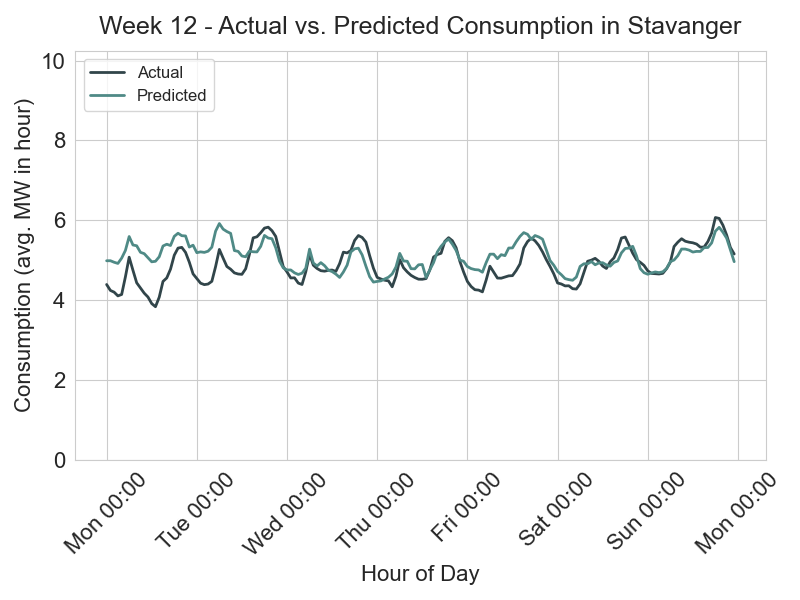 Week 12 - Actual vs. Predicted Consumption in Stavanger
Actual
Predicted
Consumption (avg. MW in hour)
10
8
6
4
2
0
Mon 00:00
Tue 00:00
Wed 00:00
Thu 00:00
Fri 00:00
Sat 00:00
Sun 00:00
Mon 00:00
Hour of Day